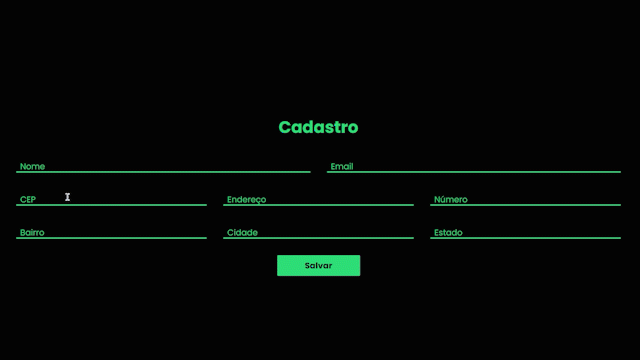 Cadastro
Nome Email
CEP Endereço Número
Bairro Cidade Estado
Salvar